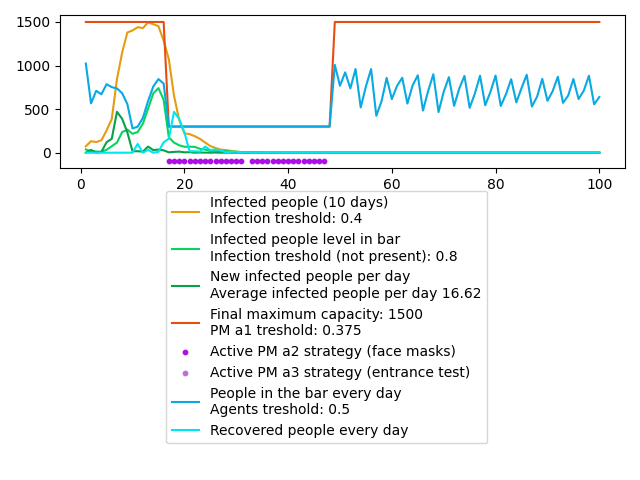 1500
1000
500
0
0 20 40 60 80 100
Infected people (10 days)
Infection treshold: 0.4
Infected people level in bar
Infection treshold (not present): 0.8
New infected people per day
Average infected people per day 16.62
Final maximum capacity: 1500
PM a1 treshold: 0.375
Active PM a2 strategy (face masks)
Active PM a3 strategy (entrance test)
People in the bar every day
Agents treshold: 0.5
Recovered people every day